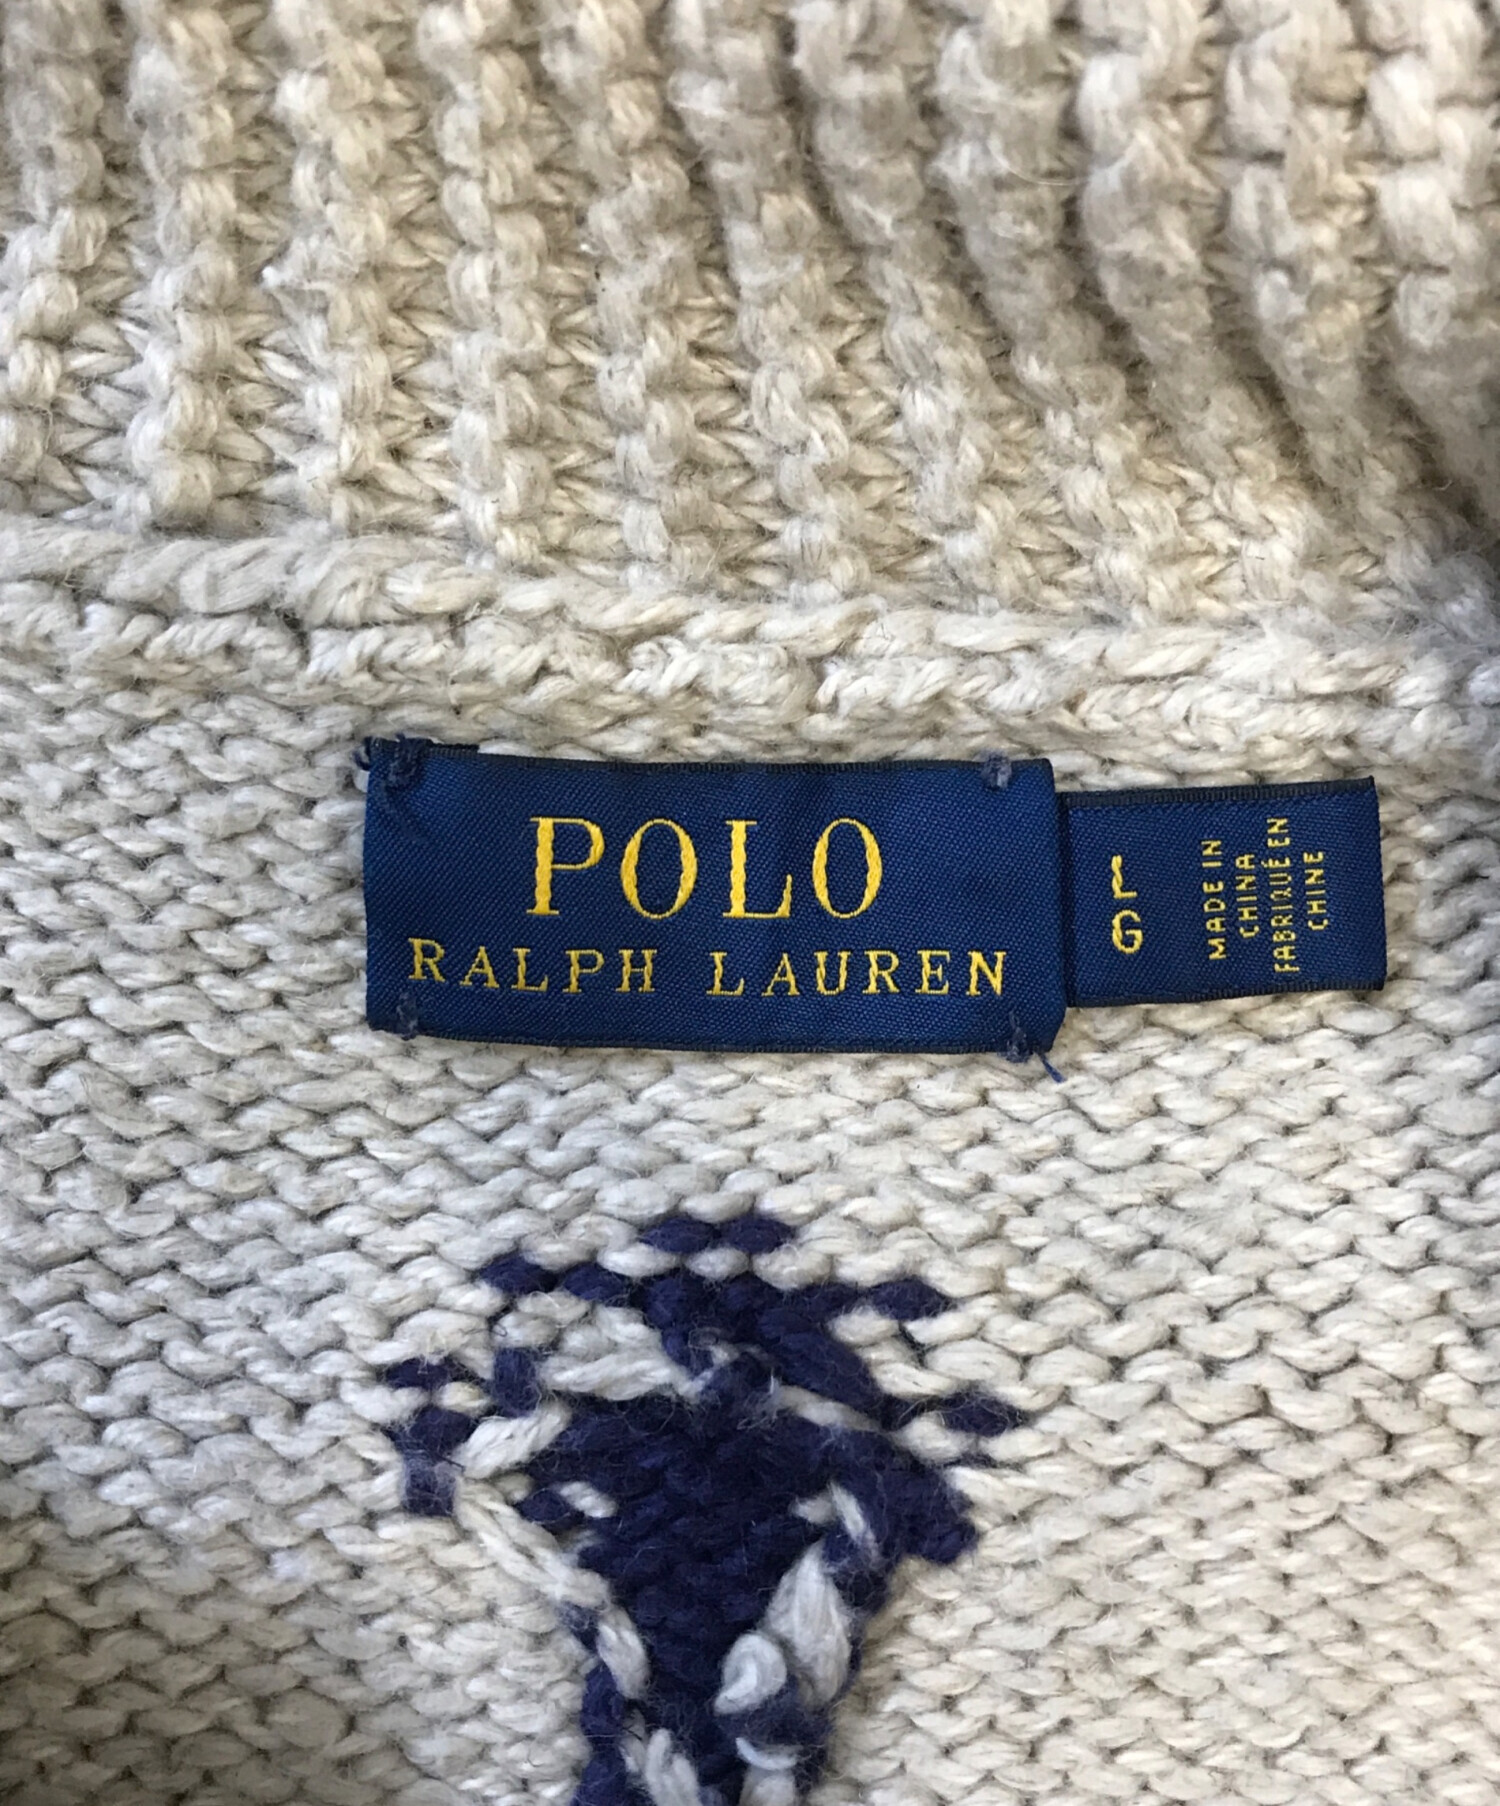 POLO
RALPH LAUREN
L
G
MADE IN
CHINA
FABRIQUÉ EN
CHINE